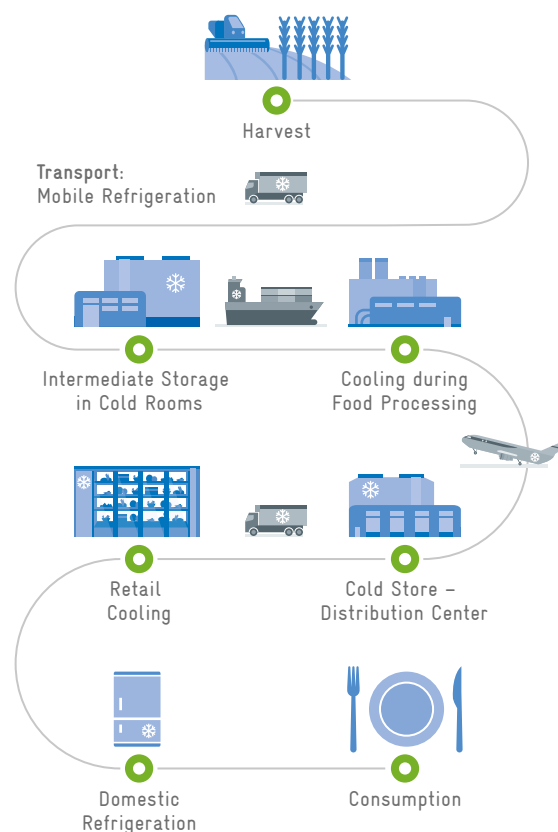 Harvest
Transport:
Mobile Refrigeration
Intermediate Storage
in Cold Rooms
Cooling during
Food Processing
Retail
Cooling
Cold Store –
Distribution Center
Domestic
Refrigeration
Consumption